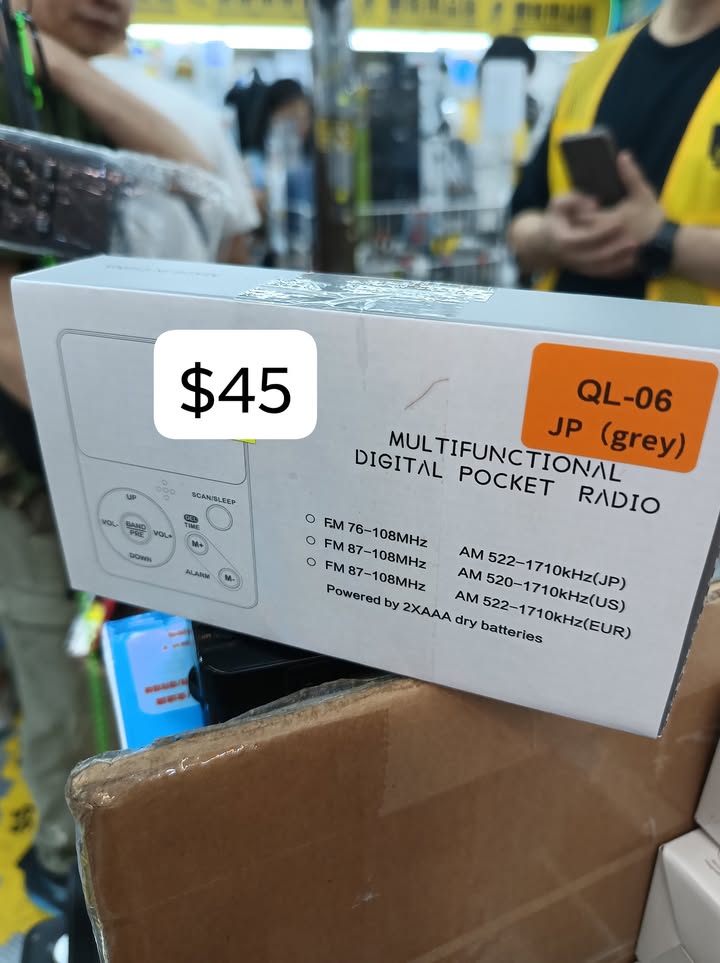 $45
QL-06
JP (grey)
MULTIFUNCTIONAL
DIGITAL POCKET RADIO
SCAN/SLEEP
UP
DEL
TIME
VOL-
BAND
PRE
VOL+
M+
DOWN
ALARM
M-
FM 76-108MHz AM 522-1710kHz(JP)
FM 87-108MHz AM 520-1710kHz(US)
FM 87-108MHz AM 522-1710kHz(EUR)
Powered by 2XAAA dry batteries